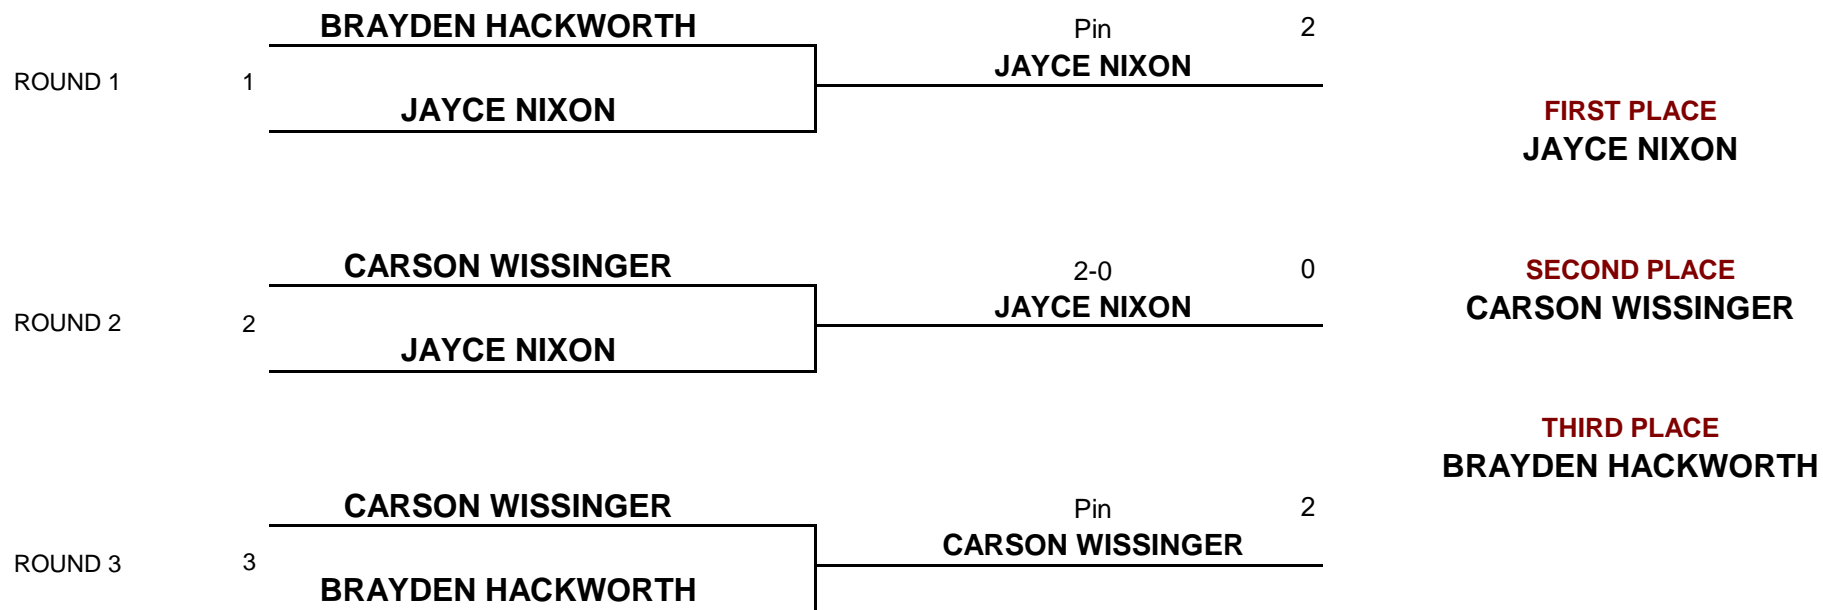 BRAYDEN HACKWORTH
Pin 2
JAYCE NIXON
ROUND 1 1
JAYCE NIXON
FIRST PLACE
JAYCE NIXON
CARSON WISSINGER
2-0 0
SECOND PLACE
CARSON WISSINGER
JAYCE NIXON
ROUND 2 2
JAYCE NIXON
THIRD PLACE
BRAYDEN HACKWORTH
CARSON WISSINGER
Pin 2
CARSON WISSINGER
ROUND 3 3
BRAYDEN HACKWORTH